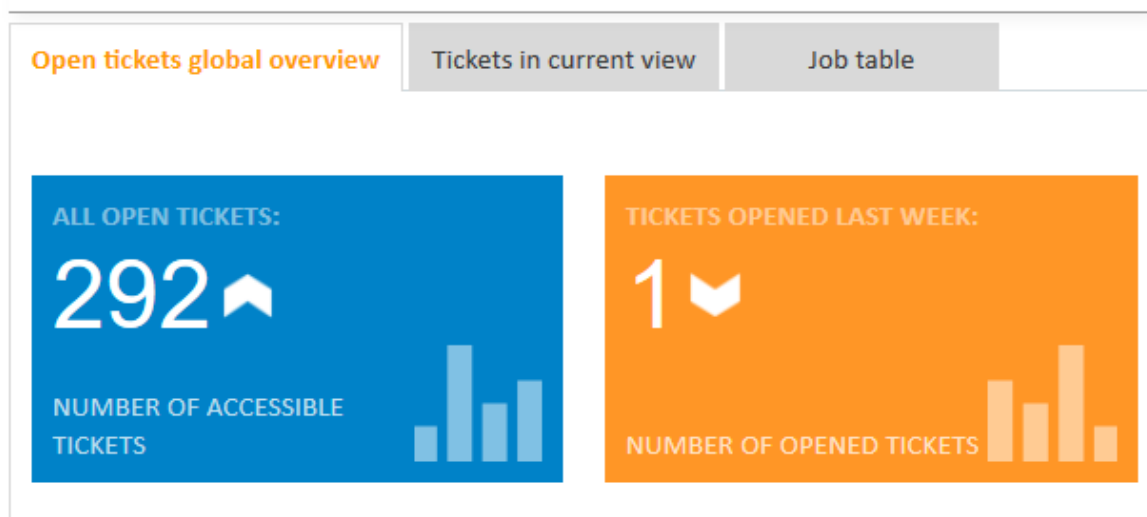 Open tickets global overview
Tickets in current view
Job table
ALL OPEN TICKETS:
292
NUMBER OF ACCESSIBLE
TICKETS
TICKETS OPENED LAST WEEK:
1
NUMBER OF OPENED TICKETS